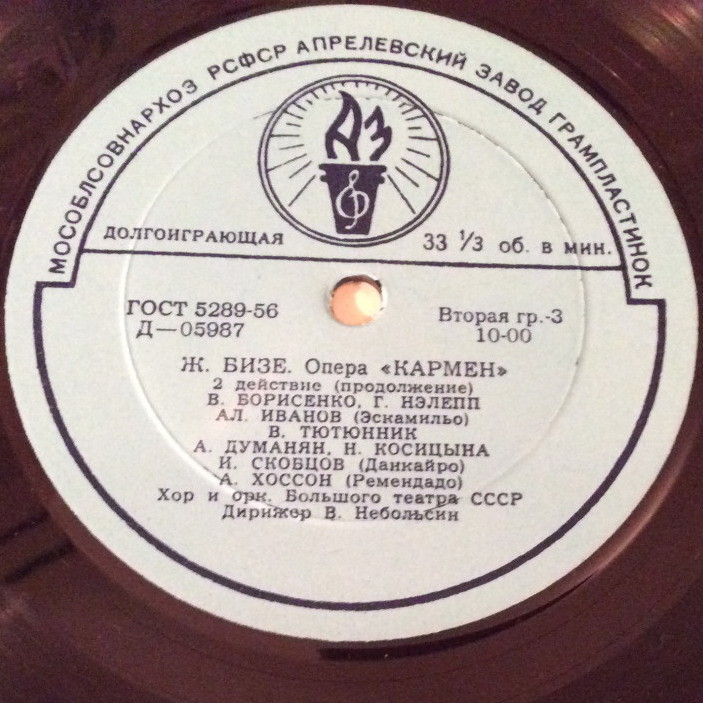 МОСОБЛСОВНАРХОЗ РСФСР АПРЕЛЕВСКИЙ ЗАВОД ГРАМПЛАСТИНОК
АЗ
ДОЛГОИГРАЮЩАЯ
33 1/3 об. в мин.
ГОСТ 5289-56
Д—05987
Вторая гр.-3
10-00
Ж. БИЗЕ. Опера «КАРМЕН»
2 действие (продолжение)
В. БОРИСЕНКО, Г. НЭЛЕПП
АЛ. ИВАНОВ (Эскамильо)
В. ТЮТЮННИК
А. ДУМАНЯН, Н. КОСИЦЫНА
И. СКОБЦОВ (Данкайро)
А. ХОССОН (Ремендадо)
Хор и орк. Большого театра СССР
Дирижер В. Небольсин